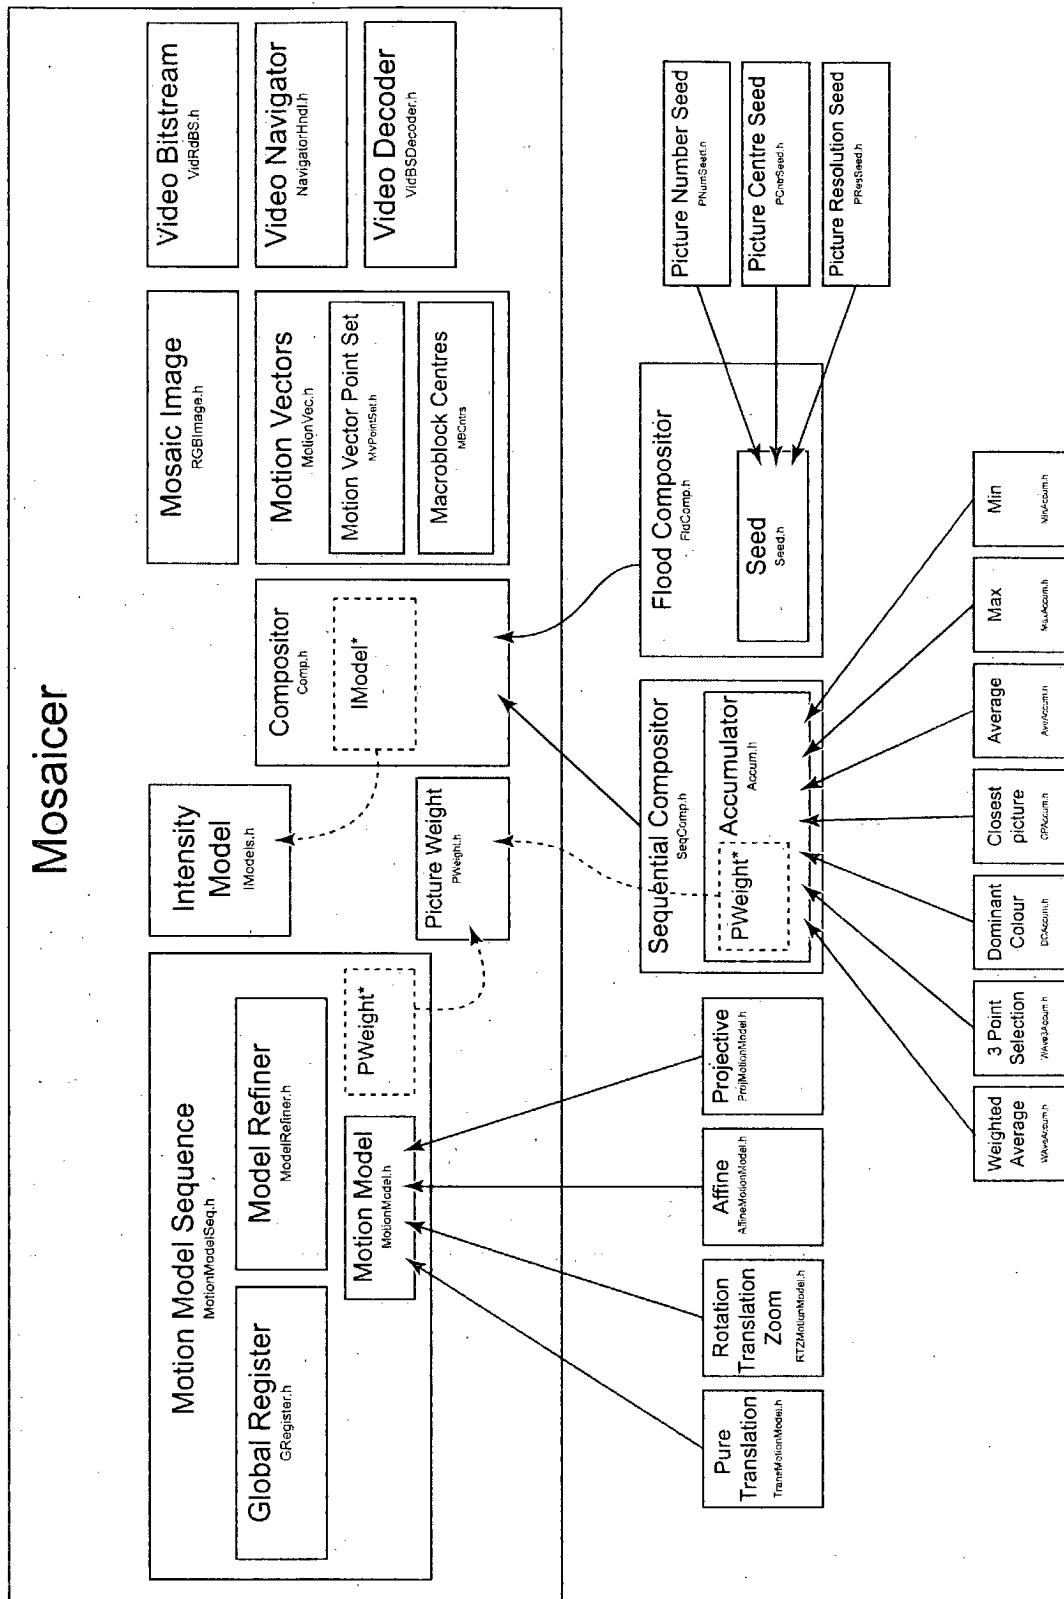 Mosaicer
Motion Model Sequence
MotionModelSeq.h
Global Register
GRegister.h
Model Refiner
ModelRefiner.h
Motion Model
MotionModel.h
PWeight*
Intensity
Model
IModels.h
Picture Weight
PWeight.h
Compositor
Comp.h
IModel*
Mosaic Image
RGBImage.h
Motion Vectors
MotionVec.h
Motion Vector Point Set
MVPointSet.h
Macroblock Centres
MBCntrs
Video Bitstream
VidRdBS.h
Video Navigator
NavigatorHndl.h
Video Decoder
VidBSDecoder.h
Pure
Translation
TransMotionModel.h
Rotation
Translation
Zoom
RTZMotionModel.h
Affine
AffineMotionModel.h
Projective
ProjMotionModel.h
Sequential Compositor
SeqComp.h
PWeight*
Accumulator
Accum.h
Flood Compositor
FldComp.h
Seed
Seed.h
Picture Number Seed
PNumSeed.h
Picture Centre Seed
PCntrSeed.h
Picture Resolution Seed
PResSeed.h
Weighted
Average
WAveAccum.h
3 Point
Selection
WAve3Accum.h
Dominant
Colour
DCAccum.h
Closest
picture
CPAccum.h
Average
AveAccum.h
Max
MaxAccum.h
Min
MinAccum.h